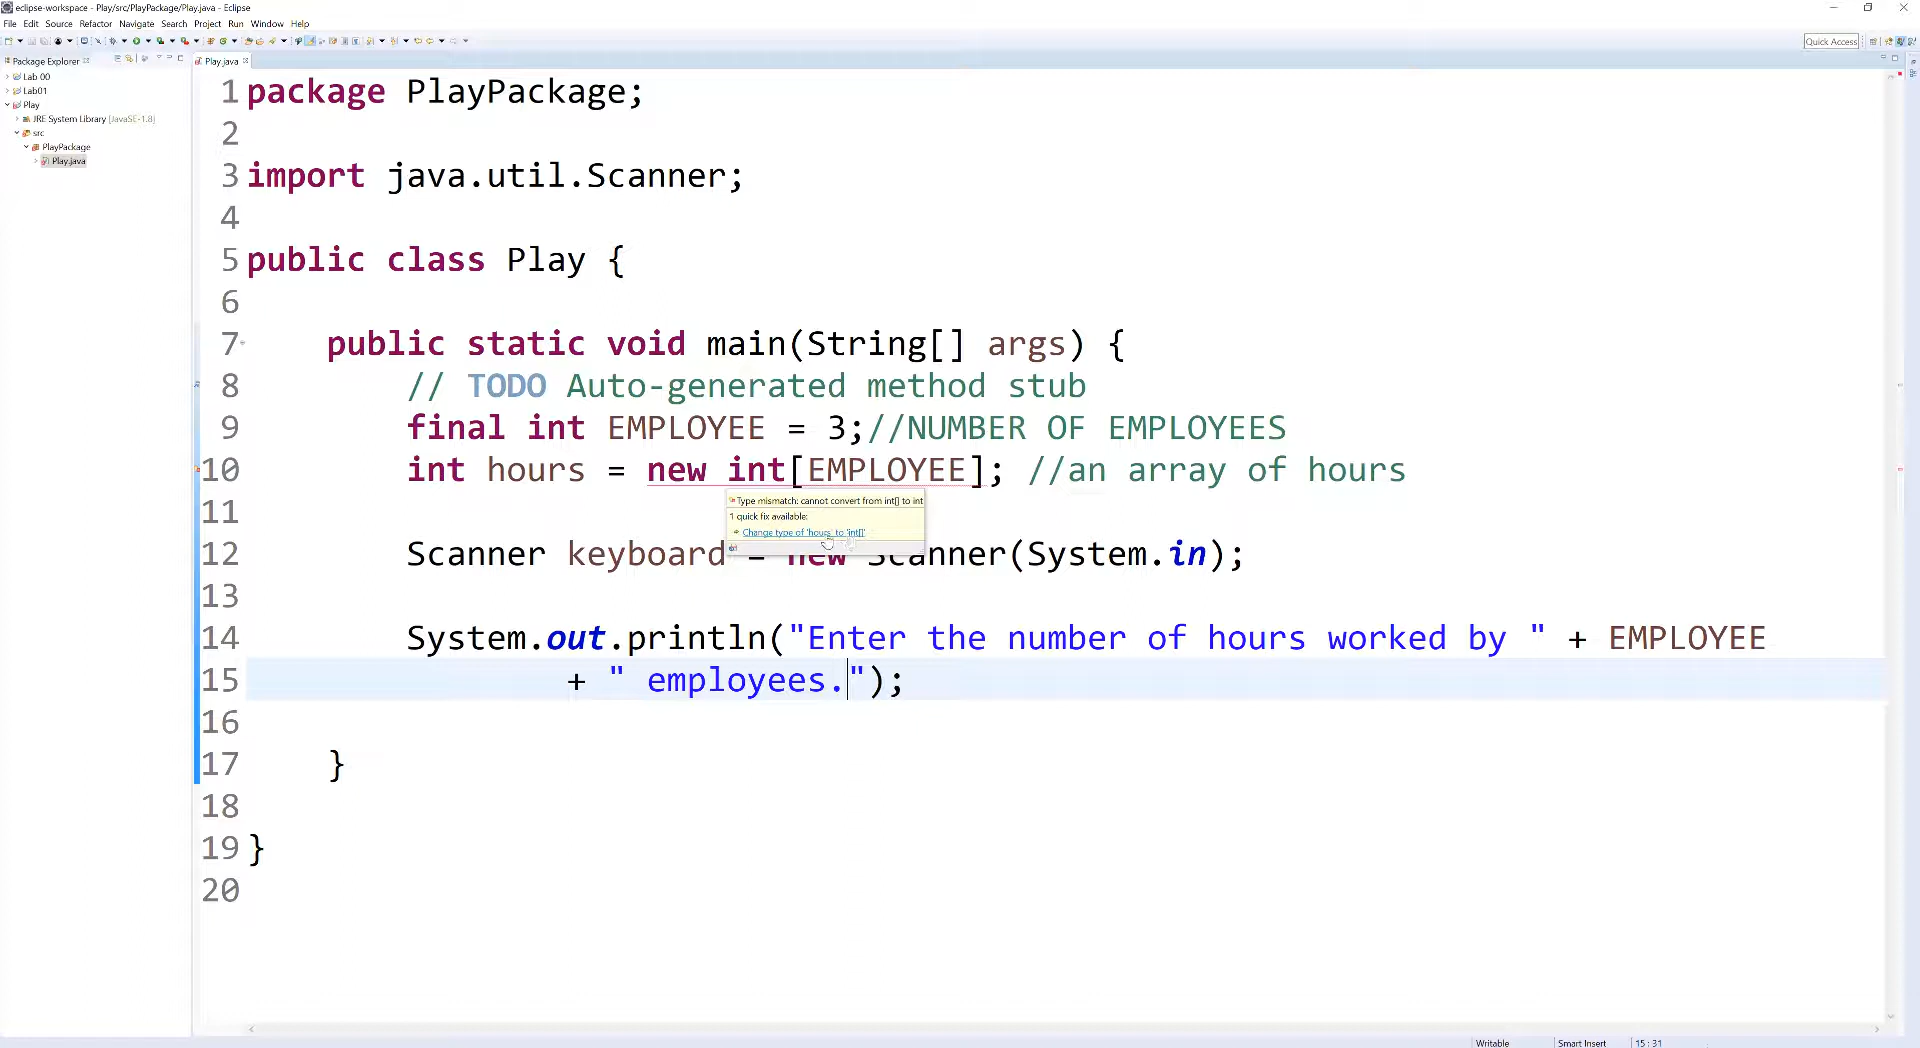 eclipse-workspace - Play/src/PlayPackage/Play.java - Eclipse
File Edit Source Refactor Navigate Search Project Run Window Help
Quick Access
Package Explorer
Play.java
Lab 00
Lab01
Play
JRE System Library [JavaSE-1.8]
src
PlayPackage
Play.java
1 package PlayPackage;
2
3 import java.util.Scanner;
4
5 public class Play {
6
7 public static void main(String[] args) {
8 // TODO Auto-generated method stub
9 final int EMPLOYEE = 3;//NUMBER OF EMPLOYEES
10 int hours = new int[EMPLOYEE]; //an array of hours
Type mismatch: cannot convert from int[] to int
11
1 quick fix available:
Change type of 'hours' to 'int[]'
12 Scanner keyboard = new Scanner(System.in);
13
14 System.out.println("Enter the number of hours worked by " + EMPLOYEE
15 + " employees.");
16
17 }
18
19 }
20
Writable Smart Insert 15 : 31